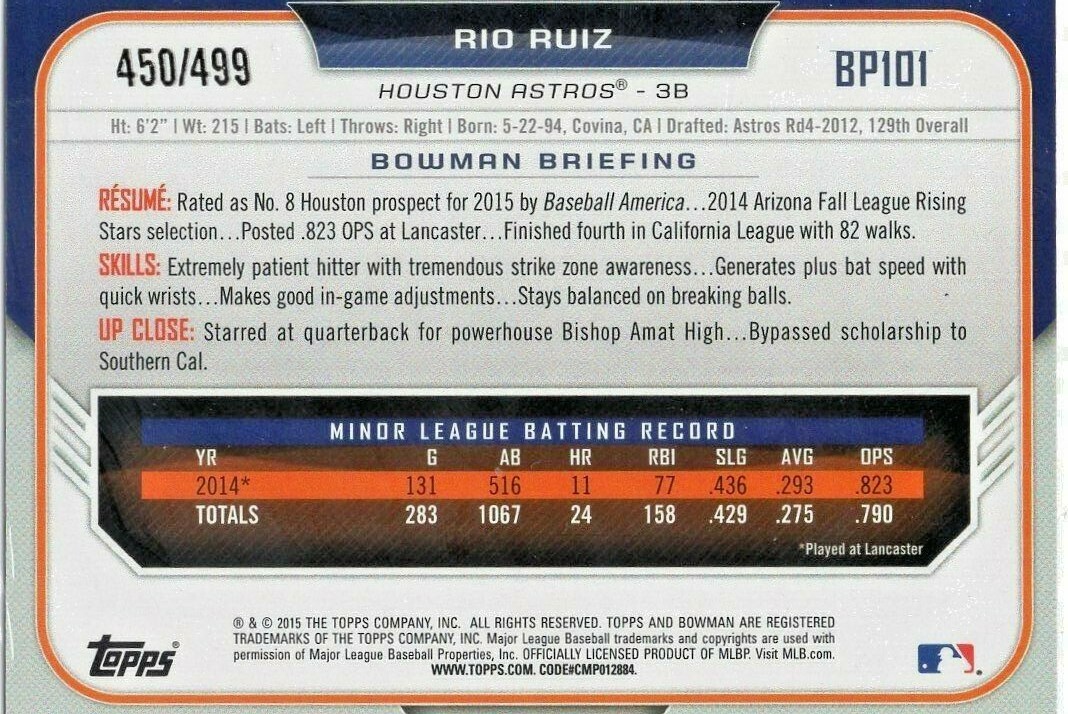 RIO RUIZ
450/499
BP101
HOUSTON ASTROS® - 3B
Ht: 6'2" | Wt: 215 | Bats: Left | Throws: Right | Born: 5-22-94, Covina, CA | Drafted: Astros Rd4-2012, 129th Overall
BOWMAN BRIEFING
RÉSUMÉ: Rated as No. 8 Houston prospect for 2015 by Baseball America...2014 Arizona Fall League Rising
Stars selection...Posted .823 OPS at Lancaster...Finished fourth in California League with 82 walks.
SKILLS: Extremely patient hitter with tremendous strike zone awareness...Generates plus bat speed with
quick wrists...Makes good in-game adjustments...Stays balanced on breaking balls.
UP CLOSE: Starred at quarterback for powerhouse Bishop Amat High...Bypassed scholarship to
Southern Cal.
MINOR LEAGUE BATTING RECORD
YR G AB HR RBI SLG AVG OPS
2014* 131 516 11 77 .436 .293 .823
TOTALS 283 1067 24 158 .429 .275 .790
*Played at Lancaster
® & © 2015 THE TOPPS COMPANY, INC. ALL RIGHTS RESERVED. TOPPS AND BOWMAN ARE REGISTERED
TRADEMARKS OF THE TOPPS COMPANY, INC. Major League Baseball trademarks and copyrights are used with
permission of Major League Baseball Properties, Inc. OFFICIALLY LICENSED PRODUCT OF MLBP. Visit MLB.com.
WWW.TOPPS.COM. CODE#CMP012884.
TOPPS®